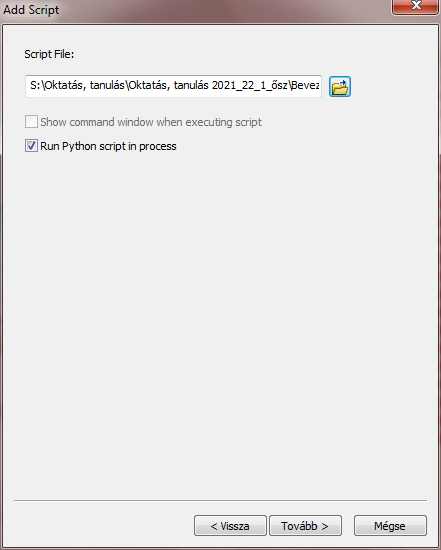 Add Script
Script File:
S:\Oktatás, tanulás\Oktatás, tanulás 2021_22_1_ősz\Bevez
Show command window when executing script
Run Python script in process
< Vissza
Tovább >
Mégse